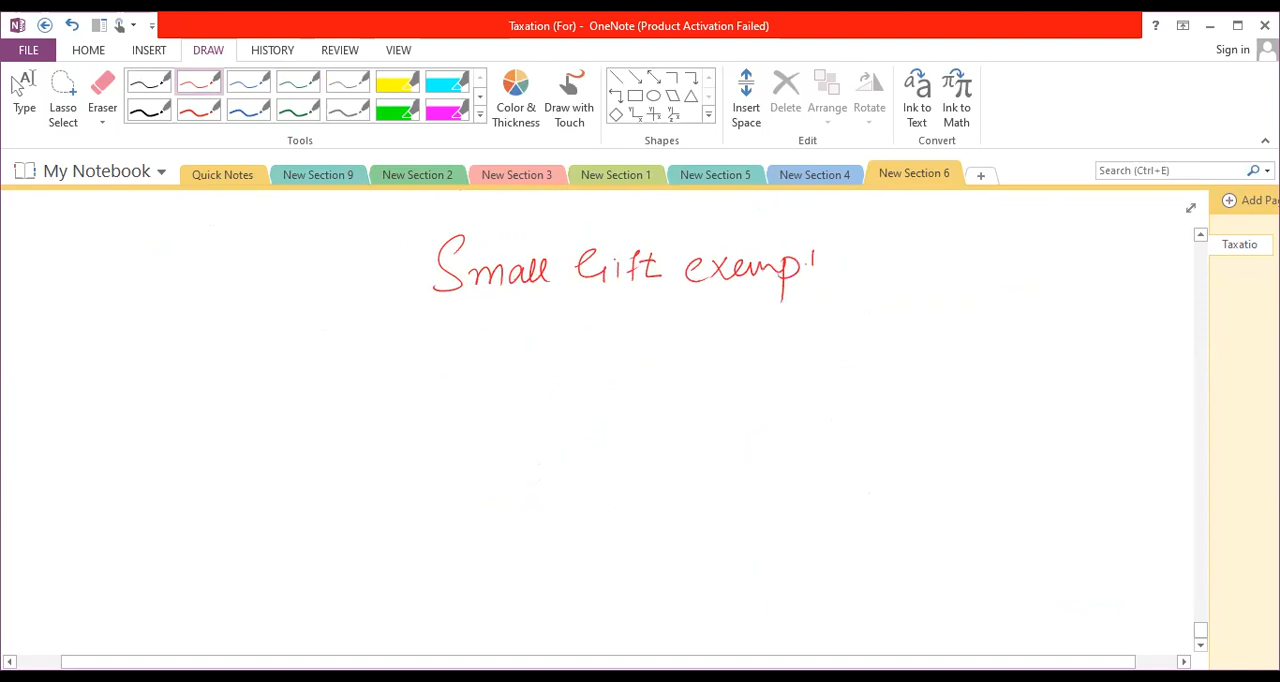 Taxation (For) - OneNote (Product Activation Failed)
?
FILE HOME INSERT DRAW HISTORY REVIEW VIEW Sign in
Type Lasso Select Eraser Color & Thickness Draw with Touch Insert Space Delete Arrange Rotate Ink to Text Ink to Math
Tools Shapes Edit Convert
My Notebook Quick Notes New Section 9 New Section 2 New Section 3 New Section 1 New Section 5 New Section 4 New Section 6 Search (Ctrl+E)
Add Pa
Taxatio
Small Gift exemp